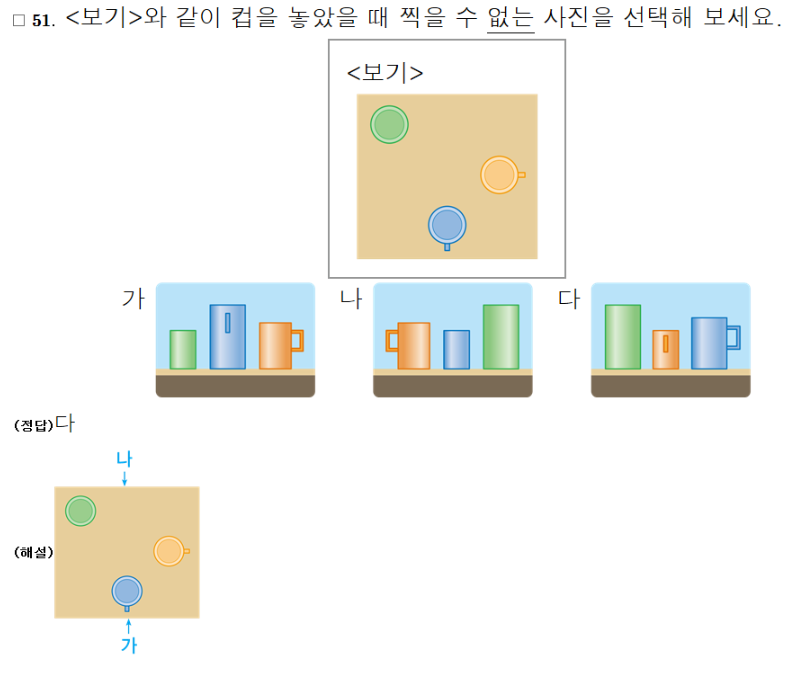 □ 51. <보기>와 같이 컵을 놓았을 때 찍을 수 없는 사진을 선택해 보세요.
<보기>
가 나 다
(정답)다
나
(해설)
가